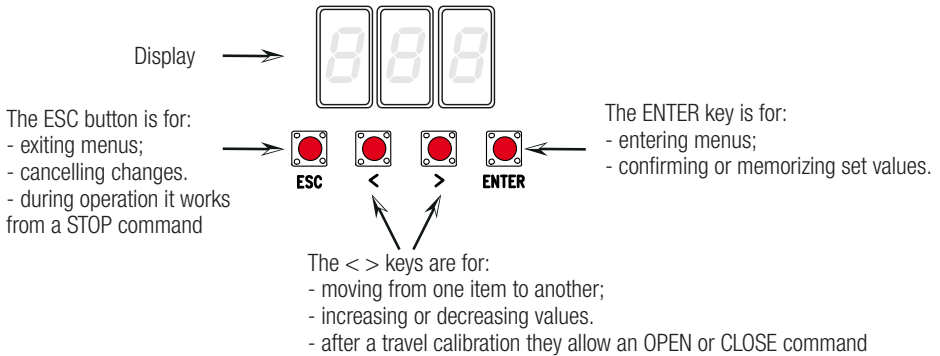 Display
The ESC button is for:
- exiting menus;
- cancelling changes.
- during operation it works
from a STOP command
The ENTER key is for:
- entering menus;
- confirming or memorizing set values.
ESC < > ENTER
The < > keys are for:
- moving from one item to another;
- increasing or decreasing values.
- after a travel calibration they allow an OPEN or CLOSE command